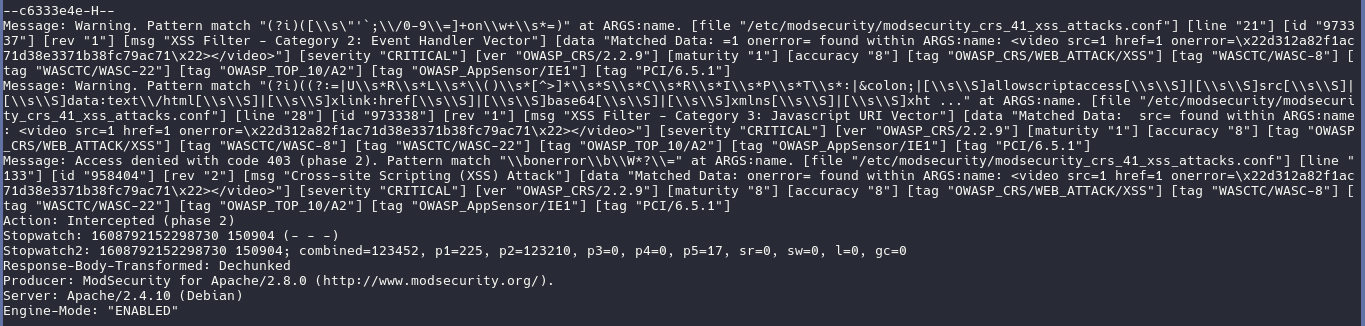 --c6333e4e-H--
Message: Warning. Pattern match "(?i)([\\s\"'`;\\/0-9\\=]+on\\w+\\s*=)" at ARGS:name. [file "/etc/modsecurity/modsecurity_crs_41_xss_attacks.conf"] [line "21"] [id "9733
37"] [rev "1"] [msg "XSS Filter - Category 2: Event Handler Vector"] [data "Matched Data: =1 onerror= found within ARGS:name: <video src=1 href=1 onerror=\x22d312a82f1ac
71d38e3371b38fc79ac71\x22></video>"] [severity "CRITICAL"] [ver "OWASP_CRS/2.2.9"] [maturity "1"] [accuracy "8"] [tag "OWASP_CRS/WEB_ATTACK/XSS"] [tag "WASCTC/WASC-8"] [
tag "WASCTC/WASC-22"] [tag "OWASP_TOP_10/A2"] [tag "OWASP_AppSensor/IE1"] [tag "PCI/6.5.1"]
Message: Warning. Pattern match "(?i)((?:=|U\\s*R\\s*L\\s*\\()\\s*[^>]*\\s*S\\s*C\\s*R\\s*I\\s*P\\s*T\\s*:|&colon;|[\\s\\S]allowscriptaccess[\\s\\S]|[\\s\\S]src[\\s\\S]|
[\\s\\S]data:text\\/html[\\s\\S]|[\\s\\S]xlink:href[\\s\\S]|[\\s\\S]base64[\\s\\S]|[\\s\\S]xmlns[\\s\\S]|[\\s\\S]xht ..." at ARGS:name. [file "/etc/modsecurity/modsecuri
ty_crs_41_xss_attacks.conf"] [line "28"] [id "973338"] [rev "1"] [msg "XSS Filter - Category 3: Javascript URI Vector"] [data "Matched Data:  src= found within ARGS:name
: <video src=1 href=1 onerror=\x22d312a82f1ac71d38e3371b38fc79ac71\x22></video>"] [severity "CRITICAL"] [ver "OWASP_CRS/2.2.9"] [maturity "1"] [accuracy "8"] [tag "OWASP
_CRS/WEB_ATTACK/XSS"] [tag "WASCTC/WASC-8"] [tag "WASCTC/WASC-22"] [tag "OWASP_TOP_10/A2"] [tag "OWASP_AppSensor/IE1"] [tag "PCI/6.5.1"]
Message: Access denied with code 403 (phase 2). Pattern match "\\bonerror\\b\\W*?\\=" at ARGS:name. [file "/etc/modsecurity/modsecurity_crs_41_xss_attacks.conf"] [line "
133"] [id "958404"] [rev "2"] [msg "Cross-site Scripting (XSS) Attack"] [data "Matched Data: onerror= found within ARGS:name: <video src=1 href=1 onerror=\x22d312a82f1ac
71d38e3371b38fc79ac71\x22></video>"] [severity "CRITICAL"] [ver "OWASP_CRS/2.2.9"] [maturity "8"] [accuracy "8"] [tag "OWASP_CRS/WEB_ATTACK/XSS"] [tag "WASCTC/WASC-8"] [
tag "WASCTC/WASC-22"] [tag "OWASP_TOP_10/A2"] [tag "OWASP_AppSensor/IE1"] [tag "PCI/6.5.1"]
Action: Intercepted (phase 2)
Stopwatch: 1608792152298730 150904 (- - -)
Stopwatch2: 1608792152298730 150904; combined=123452, p1=225, p2=123210, p3=0, p4=0, p5=17, sr=0, sw=0, l=0, gc=0
Response-Body-Transformed: Dechunked
Producer: ModSecurity for Apache/2.8.0 (http://www.modsecurity.org/).
Server: Apache/2.4.10 (Debian)
Engine-Mode: "ENABLED"